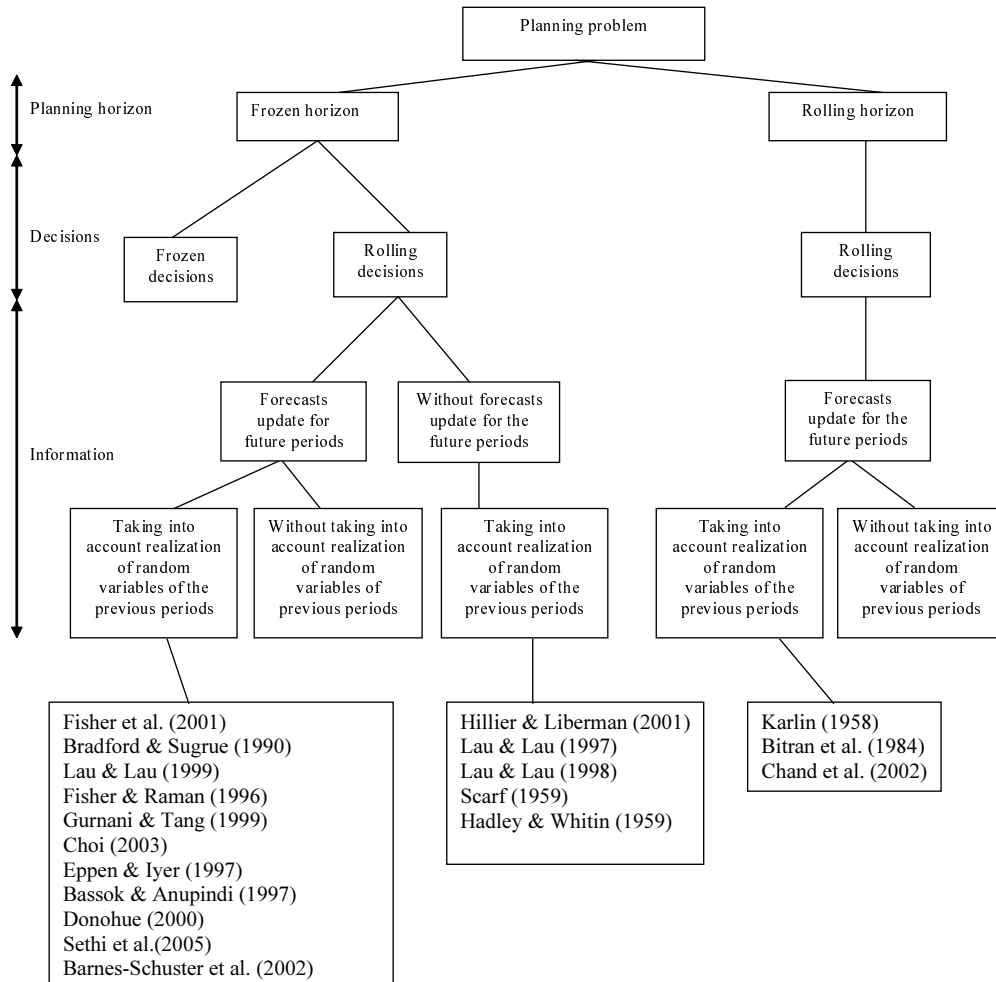 Planning problem
Planning horizon
Frozen horizon
Rolling horizon
Decisions
Frozen
decisions
Rolling
decisions
Rolling
decisions
Information
Forecasts
update for
future periods
Without forecasts
update for the
future periods
Forecasts
update for the
future periods
Taking into
account realization
of random
variables of the
previous periods
Without taking into
account realization
of random
variables of
previous periods
Taking into
account realization
of random
variables of the
previous periods
Taking into
account realization
of random
variables of the
previous periods
Without taking into
account realization
of random
variables of
previous periods
Fisher et al. (2001)
Bradford & Sugrue (1990)
Lau & Lau (1999)
Fisher & Raman (1996)
Gurnani & Tang (1999)
Choi (2003)
Eppen & Iyer (1997)
Bassok & Anupindi (1997)
Donohue (2000)
Sethi et al.(2005)
Barnes-Schuster et al. (2002)
Hillier & Liberman (2001)
Lau & Lau (1997)
Lau & Lau (1998)
Scarf (1959)
Hadley & Whitin (1959)
Karlin (1958)
Bitran et al. (1984)
Chand et al. (2002)